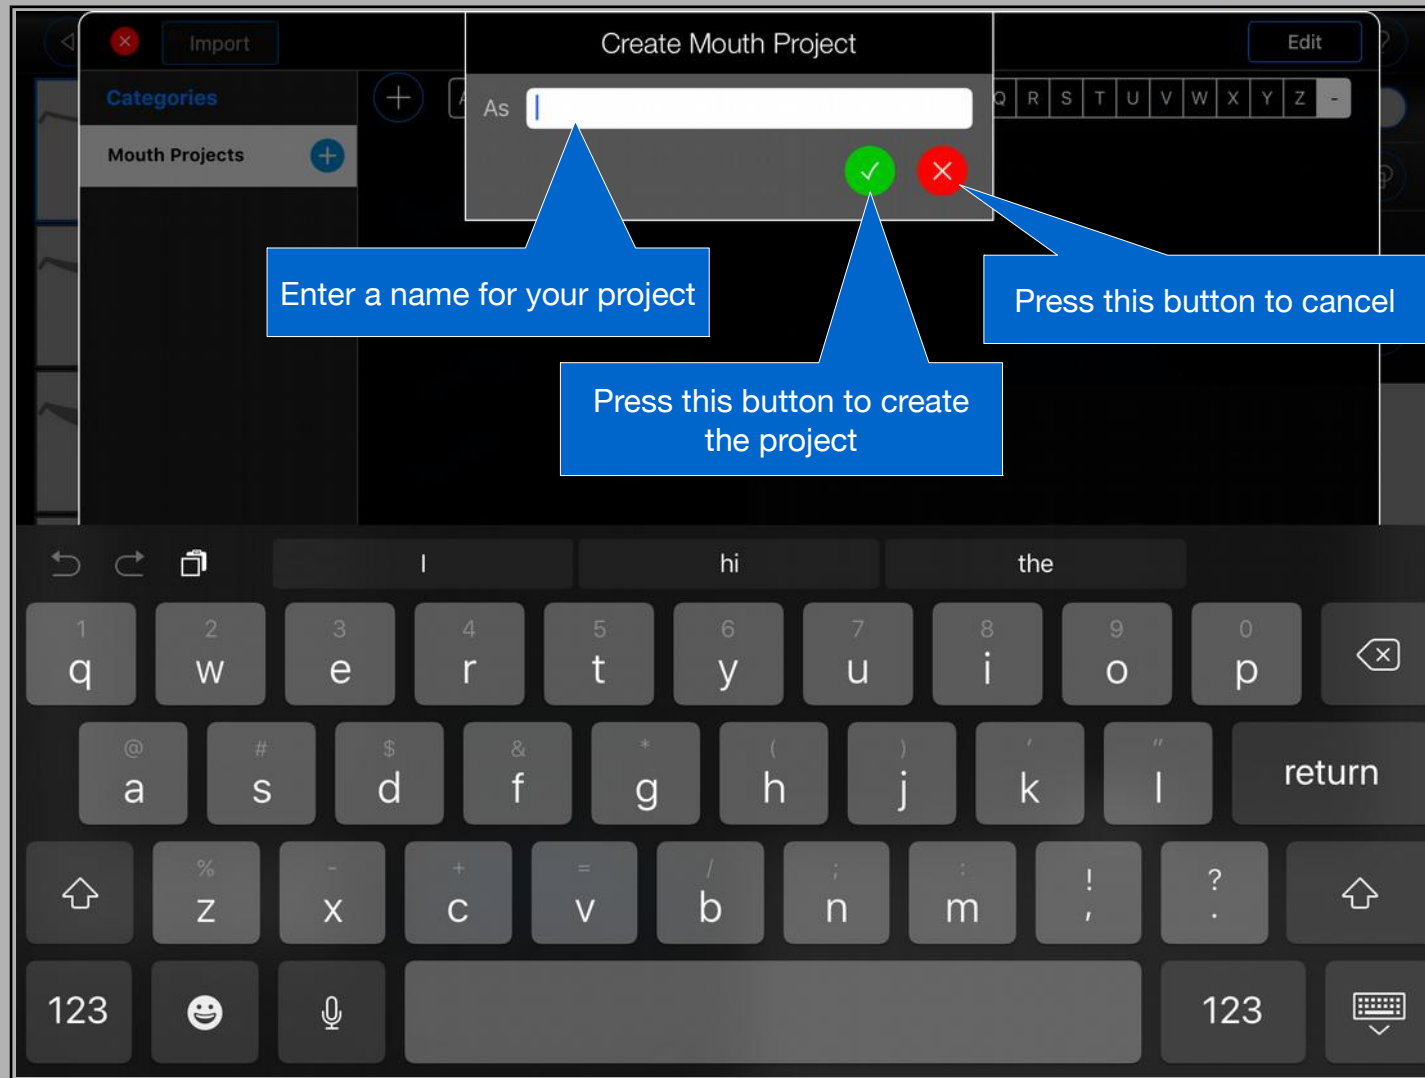 Import
Create Mouth Project
Edit
?
Categories
As
Q R S T U V W X Y Z -
Mouth Projects
Enter a name for your project
Press this button to cancel
Press this button to create
the project
I hi the
1 2 3 4 5 6 7 8 9 0
q w e r t y u i o p
@ # $ & * ( ) ' "
a s d f g h j k l return
% - + = / ; : ! ?
z x c v b n m , .
123 123